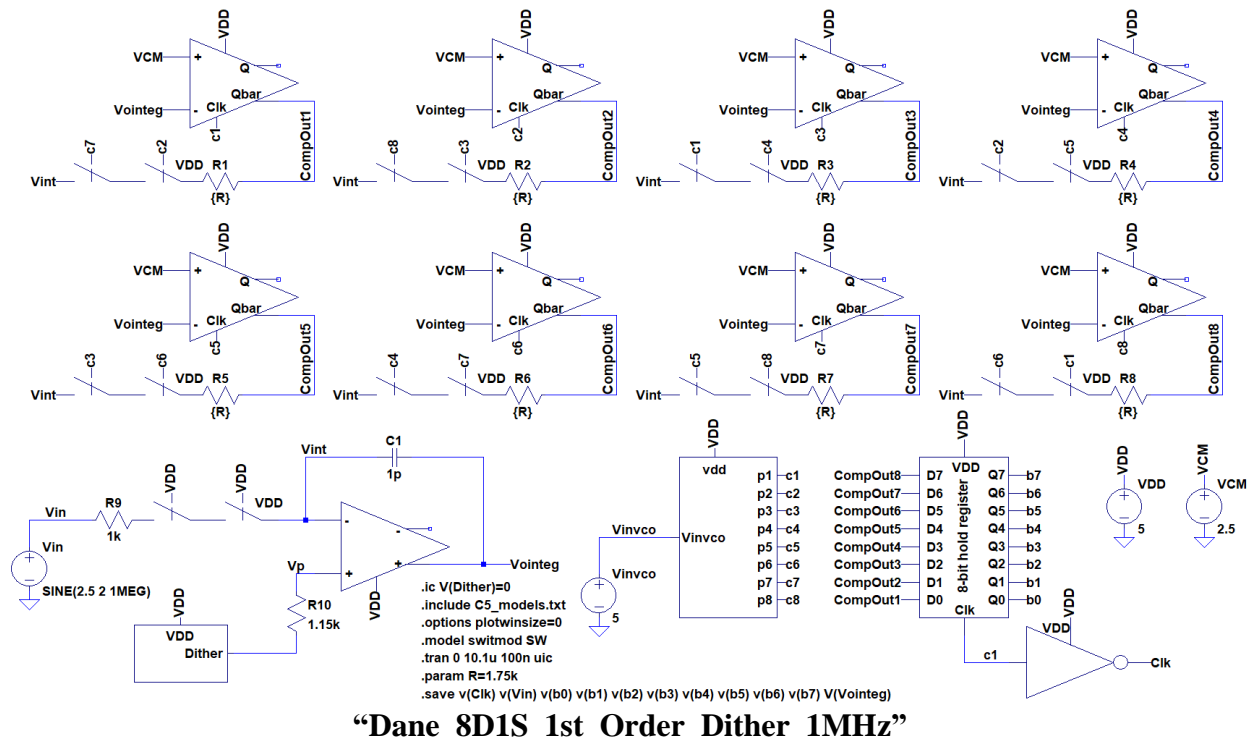 VDD VDD VDD VDD
VCM + Q VCM + Q VCM + Q VCM + Q
Qbar Qbar Qbar Qbar
Vointeg - Clk Vointeg - Clk Vointeg - Clk Vointeg - Clk
c1 CompOut1 c2 CompOut2 c3 CompOut3 c4 CompOut4
c7 c2 VDD R1 c8 c3 VDD R2 c1 c4 VDD R3 c2 c5 VDD R4
Vint Vint Vint Vint
{R} {R} {R} {R}
VDD VDD VDD VDD
VCM + Q VCM + Q VCM + Q VCM + Q
Qbar Qbar Qbar Qbar
Vointeg - Clk Vointeg - Clk Vointeg - Clk Vointeg - Clk
c5 CompOut5 c6 CompOut6 c7 CompOut7 c8 CompOut8
c3 c6 VDD R5 c4 c7 VDD R6 c5 c8 VDD R7 c6 c1 VDD R8
Vint Vint Vint Vint
{R} {R} {R} {R}
Vint C1
1p
Vin R9 VDD VDD VDD
1k
Vin + -
SINE(2.5 2 1MEG)
- - + +
Vp
VDD
Vointeg
R10
1.15k
VDD
VDD
Dither
.ic V(Dither)=0
.include C5_models.txt
.options plotwinsize=0
.model switmod SW
.tran 0 10.1u 100n uic
.param R=1.75k
.save v(Clk) v(Vin) v(b0) v(b1) v(b2) v(b3) v(b4) v(b5) v(b6) v(b7) V(Vointeg)
VDD
vdd
Vinvco Vinvco
Vinvco + -
5
p1 c1
p2 c2
p3 c3
p4 c4
p5 c5
p6 c6
p7 c7
p8 c8
VDD
VDD
8-bit hold register
CompOut8 D7 Q7 b7
CompOut7 D6 Q6 b6
CompOut6 D5 Q5 b5
CompOut5 D4 Q4 b4
CompOut4 D3 Q3 b3
CompOut3 D2 Q2 b2
CompOut2 D1 Q1 b1
CompOut1 D0 Q0 b0
Clk
c1 VDD VDD Clk
VDD VDD + - 5
VCM VCM + - 2.5
“Dane_8D1S_1st_Order_Dither_1MHz”